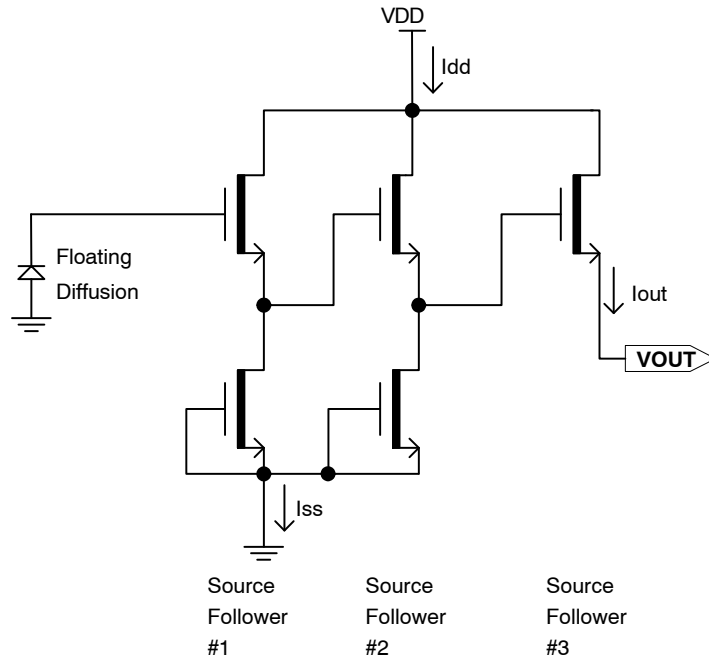 VDD
Idd
Floating
Diffusion
Iout
VOUT
Iss
Source
Follower
#1
Source
Follower
#2
Source
Follower
#3